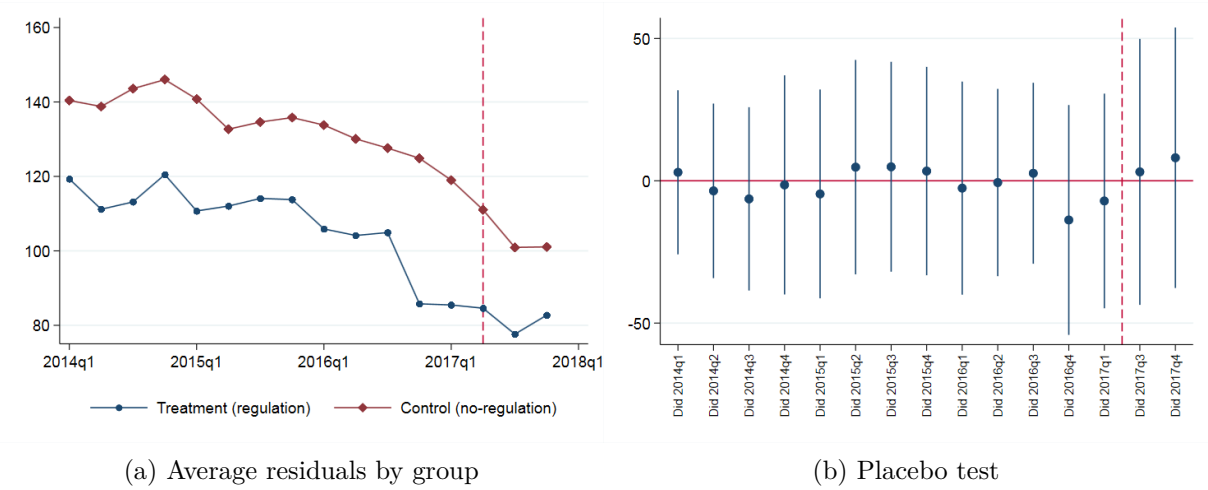 160
140
120
100
80
2014q1 2015q1 2016q1 2017q1 2018q1
Treatment (regulation) Control (no-regulation)
(a) Average residuals by group
50
0
-50
Did 2014q1
Did 2014q2
Did 2014q3
Did 2014q4
Did 2015q1
Did 2015q2
Did 2015q3
Did 2015q4
Did 2016q1
Did 2016q2
Did 2016q3
Did 2016q4
Did 2017q1
Did 2017q3
Did 2017q4
(b) Placebo test